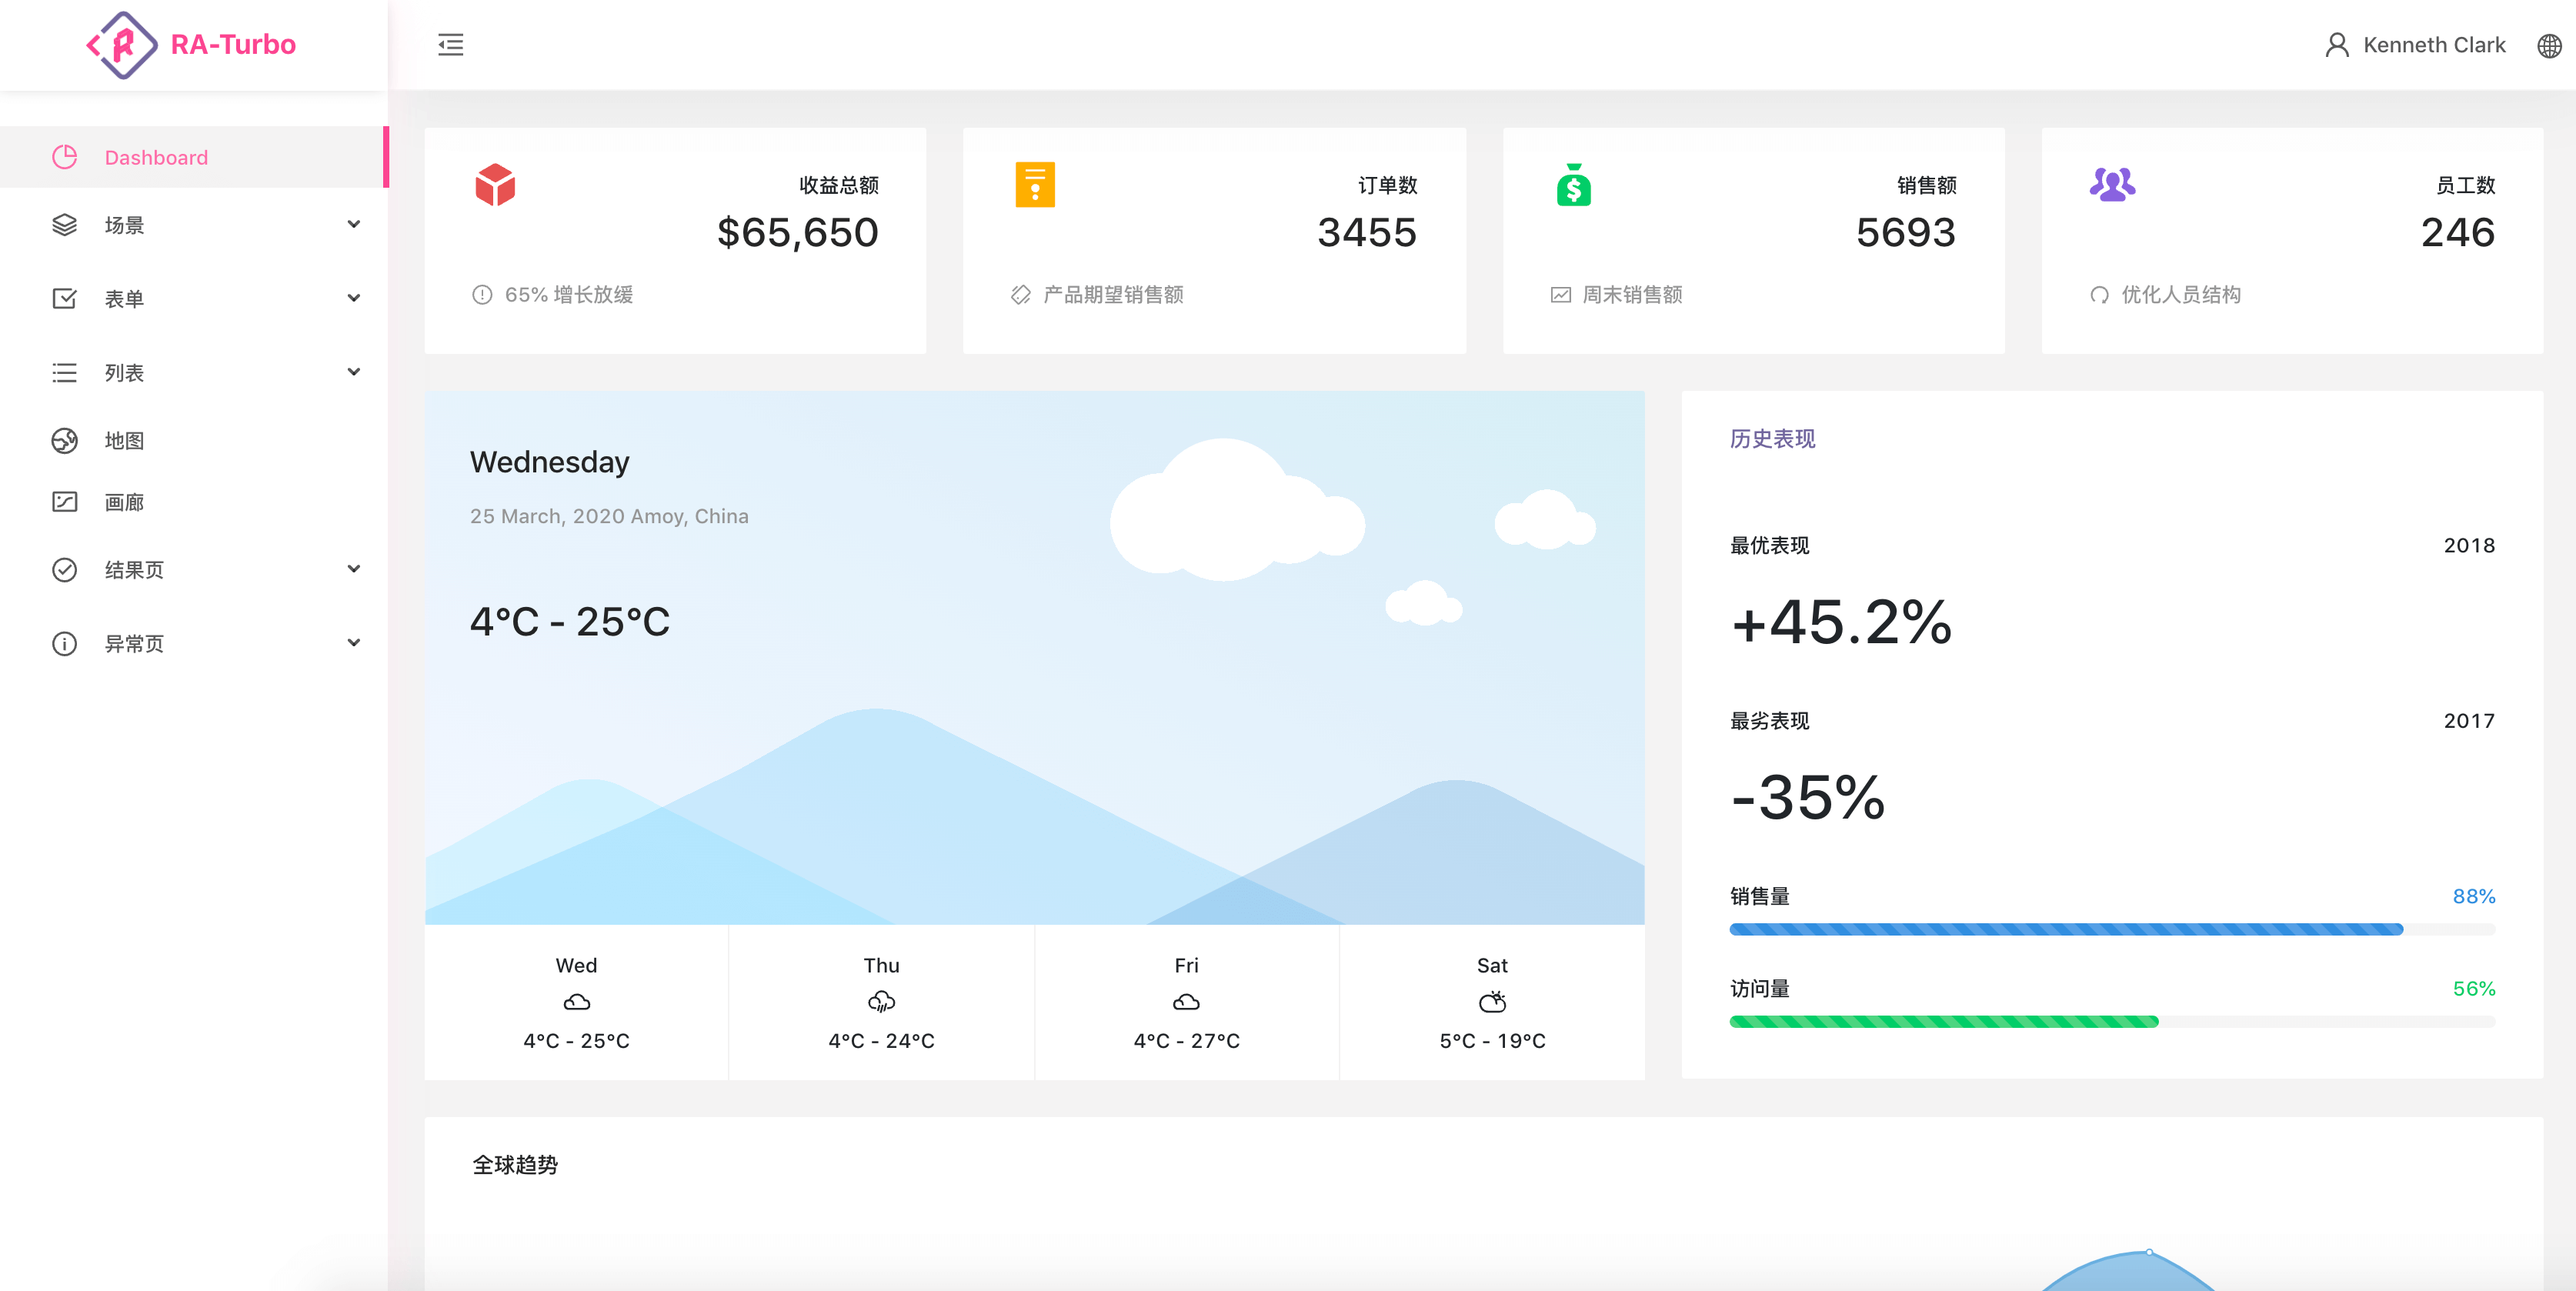 RA-Turbo
Kenneth Clark
Dashboard
场景
表单
列表
地图
画廊
结果页
异常页
收益总额
$65,650
65% 增长放缓
订单数
3455
产品期望销售额
销售额
5693
周末销售额
员工数
246
优化人员结构
Wednesday
25 March, 2020 Amoy, China
4°C - 25°C
Wed
4°C - 25°C
Thu
4°C - 24°C
Fri
4°C - 27°C
Sat
5°C - 19°C
历史表现
最优表现 2018
+45.2%
最劣表现 2017
-35%
销售量 88%
访问量 56%
全球趋势